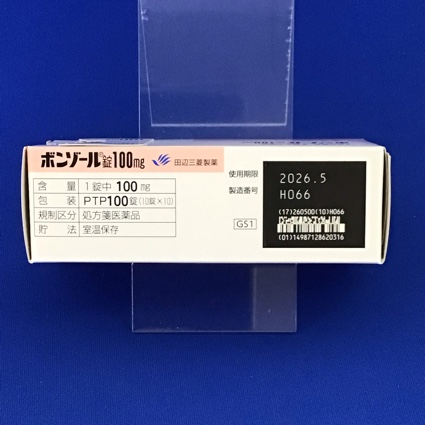 ボンゾール®錠100mg
田辺三菱製薬
含 量 1錠中 100 mg
包 装 PTP100錠(10錠×10)
規制区分 処方箋医薬品
貯 法 室温保存
使用期限 2026.5
製造番号 H066
GS1
(17)260500(10)H066
(01)14987128620316